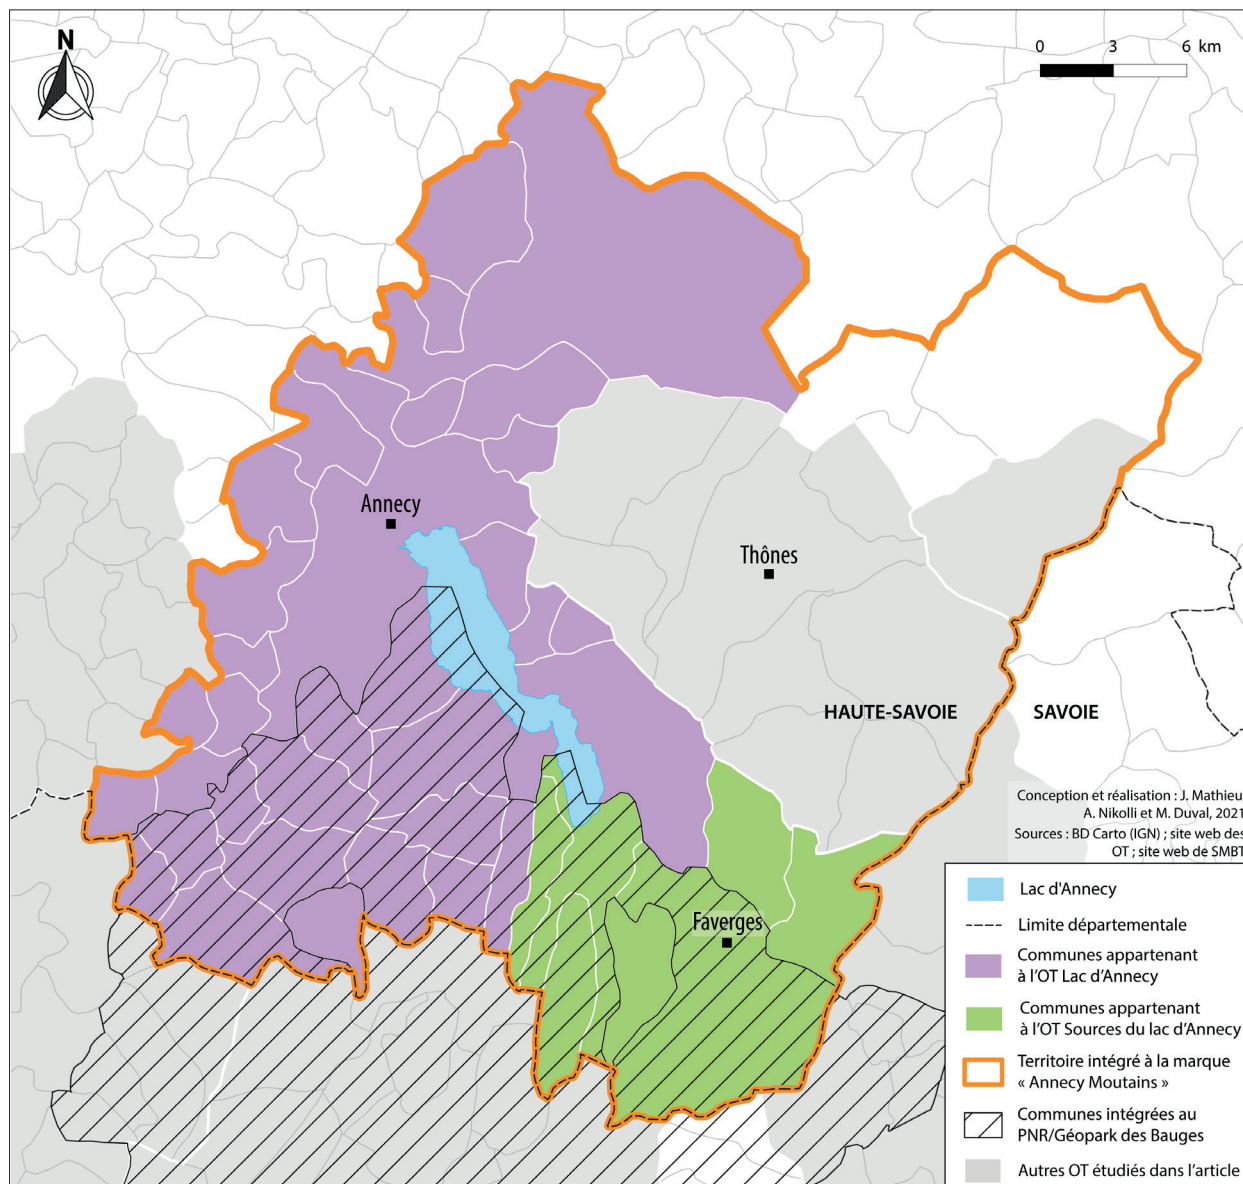 N
0 3 6 km
Annecy
Thônes
HAUTE-SAVOIE SAVOIE
Faverges
Conception et réalisation : J. Mathieu,
A. Nikolli et M. Duval, 2021
Sources : BD Carto (IGN) ; site web des
OT ; site web de SMBT
Lac d'Annecy
Limite départementale
Communes appartenant
à l'OT Lac d'Annecy
Communes appartenant
à l'OT Sources du lac d'Annecy
Territoire intégré à la marque
« Annecy Moutains »
Communes intégrées au
PNR/Géopark des Bauges
Autres OT étudiés dans l'article